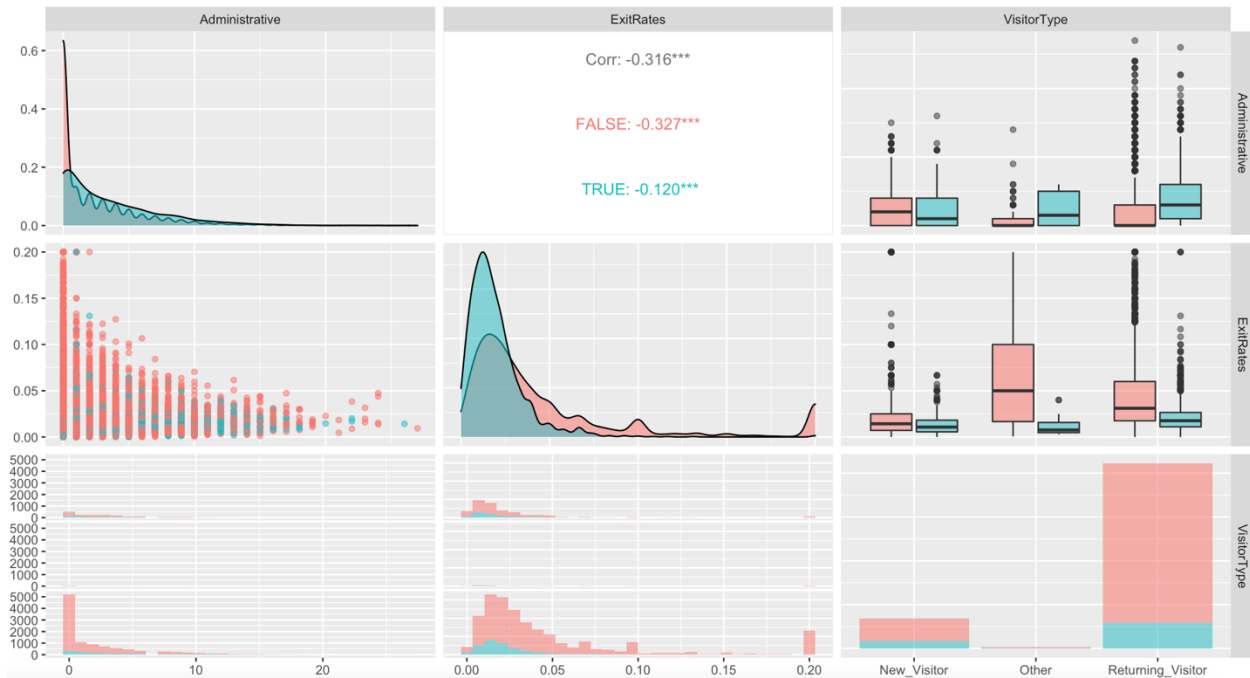 Administrative
ExitRates
VisitorType
0.6
0.4
0.2
0.0
Corr: -0.316***
FALSE: -0.327***
TRUE: -0.120***
Administrative
0.20
0.15
0.10
0.05
0.00
ExitRates
5000
4000
3000
2000
1000
0
5000
4000
3000
2000
1000
0
5000
4000
3000
2000
1000
0
VisitorType
0
10
20
0.00
0.05
0.10
0.15
0.20
New_Visitor
Other
Returning_Visitor